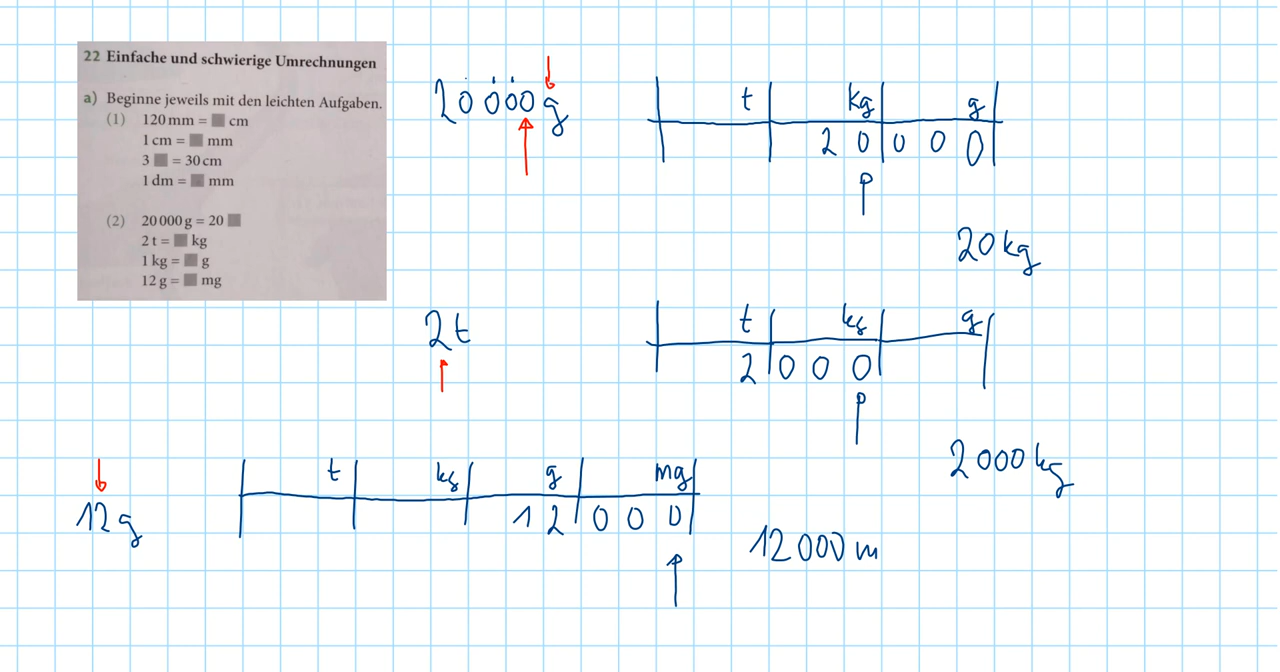 22 Einfache und schwierige Umrechnungen
a) Beginne jeweils mit den leichten Aufgaben.
(1) 120 mm = cm
1 cm = mm
3 = 30 cm
1 dm = mm
(2) 20 000 g = 20
2 t = kg
1 kg = g
12 g = mg
20 000 g
t kg g
2 0 0 0 0
20 kg
2 t
t kg g
2 0 0 0
2 000 kg
12 g
t kg g mg
1 2 0 0 0
12 000 m